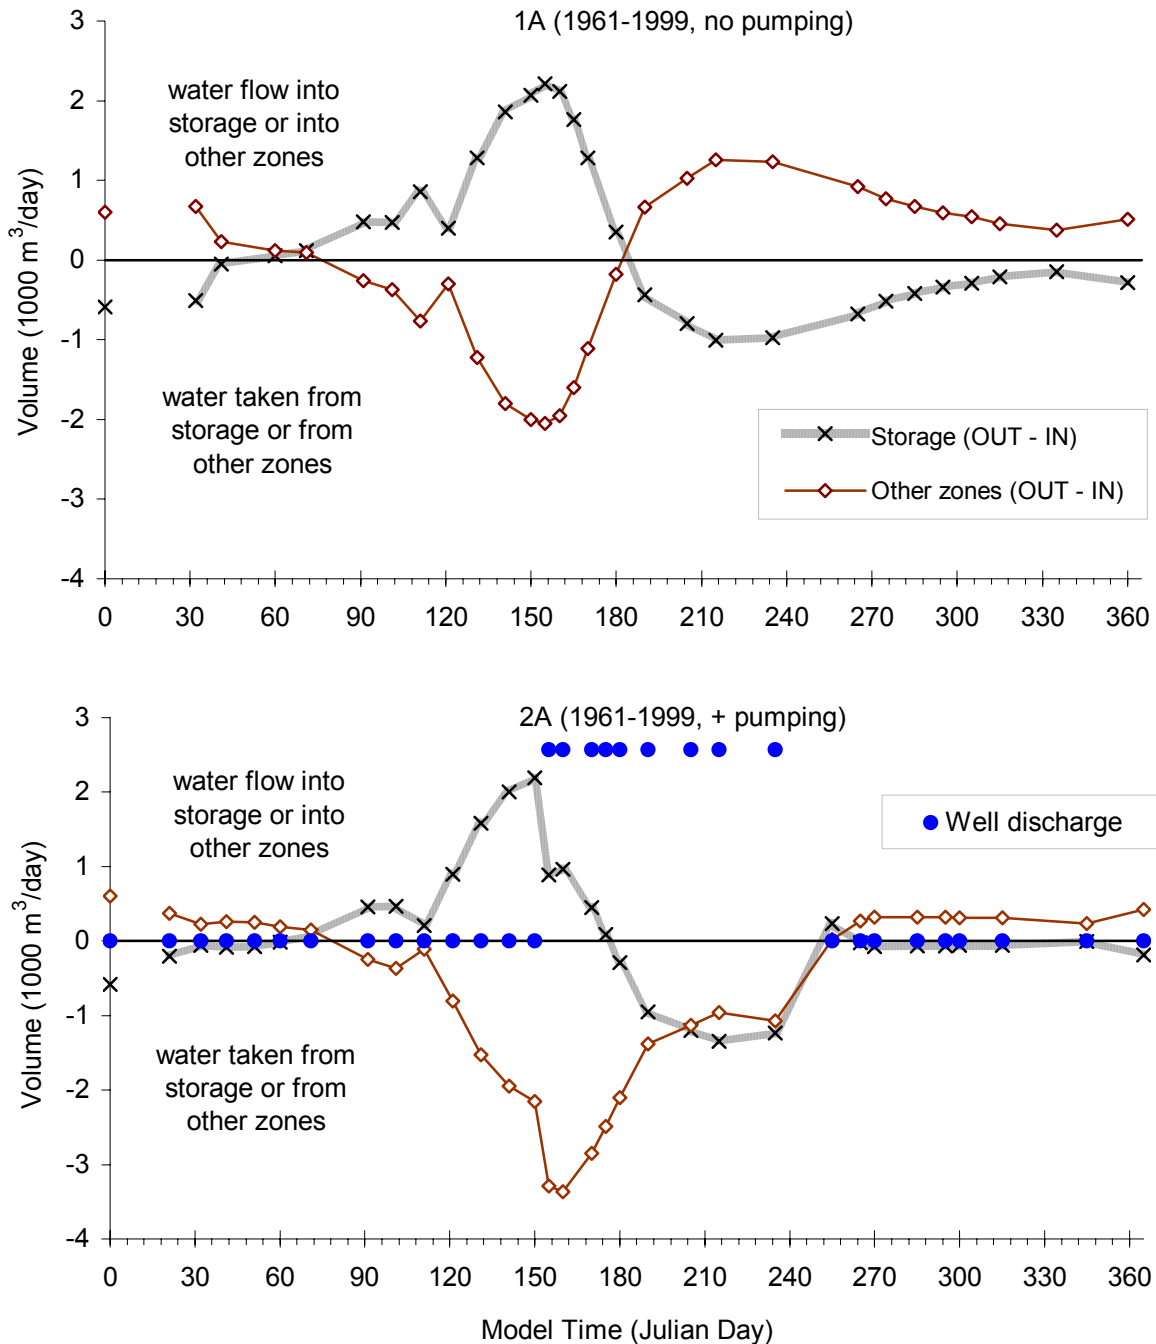 1A (1961-1999, no pumping)
3
2
1
0
-1
-2
-3
-4
Volume (1000 m³/day)
water flow into
storage or into
other zones
water taken from
storage or from
other zones
Storage (OUT - IN)
Other zones (OUT - IN)
0 30 60 90 120 150 180 210 240 270 300 330 360
2A (1961-1999, + pumping)
3
2
1
0
-1
-2
-3
-4
Volume (1000 m³/day)
water flow into
storage or into
other zones
water taken from
storage or from
other zones
Well discharge
0 30 60 90 120 150 180 210 240 270 300 330 360
Model Time (Julian Day)